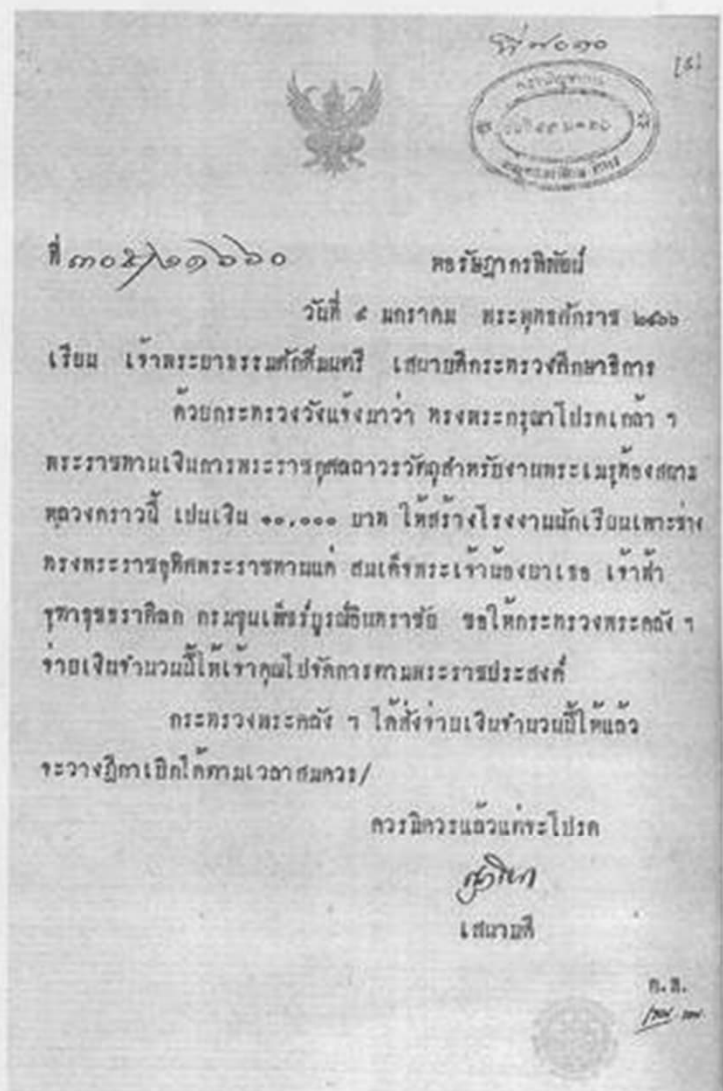 ที่ ๗๐๑๐
[๕]
ที่ ๓๐๕/๑๑๖๖๐
หอรัษฎากรพิพัฒน์
วันที่ ๕ มกราคม พระพุทธศักราช ๒๔๖๖
เรียน เจ้าพระยาธรรมศักดิ์มนตรี เสนาบดีกระทรวงศึกษาธิการ
ด้วยกระทรวงวังแจ้งมาว่า ทรงพระกรุณาโปรดเกล้า ฯ
พระราชทานเงินการพระราชกุศลถาวรวัตถุสำหรับงานพระเมรุท้องสนาม
หลวงคราวนี้ เปนเงิน ๑๐,๐๐๐ บาท ให้สร้างโรงงานนักเรียนเพาะช่าง
ทรงพระราชอุทิศพระราชทานแด่ สมเด็จพระเจ้าน้องยาเธอ เจ้าฟ้า
จุฑาธุชธราดิลก กรมขุนเพ็ชร์บูรณ์อินทราชัย ขอให้กระทรวงพระคลัง ฯ
จ่ายเงินจำนวนนี้ให้เจ้าคุณไปจัดการตามพระราชประสงค์
กระทรวงพระคลัง ฯ ได้สั่งจ่ายเงินจำนวนนี้ให้แล้ว
จะวางฎีกาเบิกได้ตามเวลาสมควร/
ควรมิควรแล้วแต่จะโปรด
เสนาบดี
ค.ส.